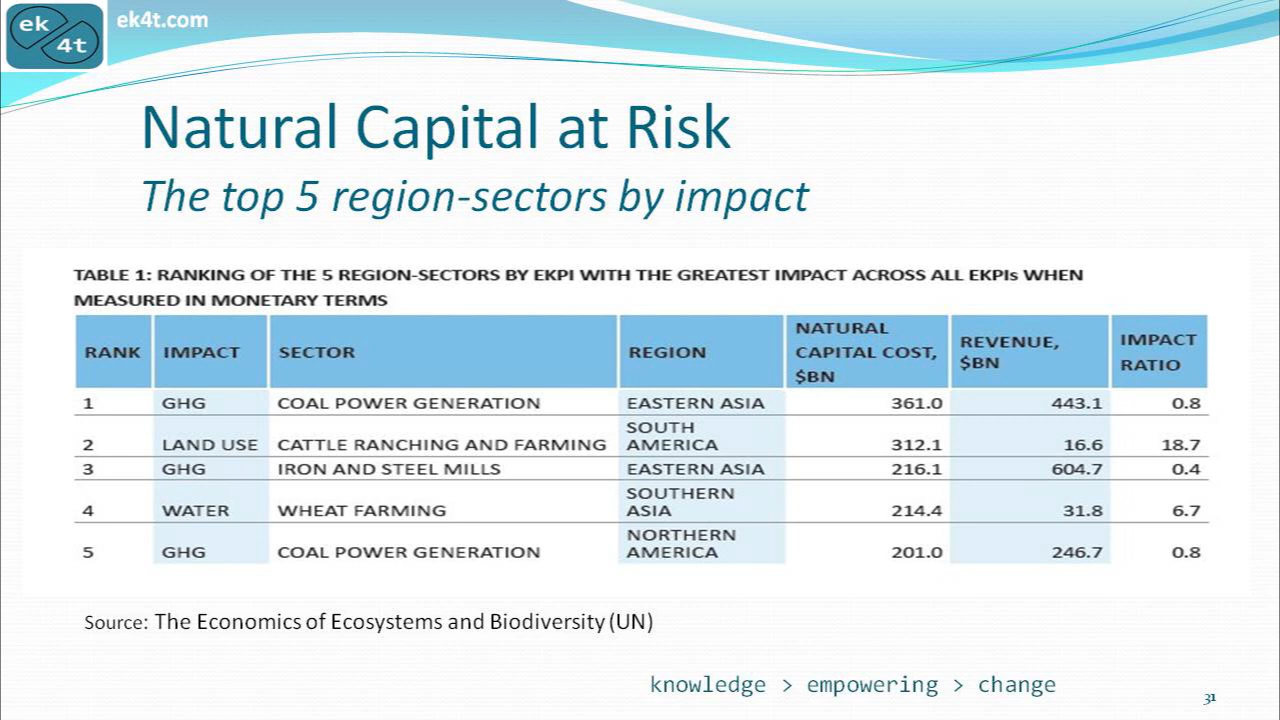 ek
4t
ek4t.com
Natural Capital at Risk
The top 5 region-sectors by impact
TABLE 1: RANKING OF THE 5 REGION-SECTORS BY EKPI WITH THE GREATEST IMPACT ACROSS ALL EKPIs WHEN
MEASURED IN MONETARY TERMS
RANK IMPACT SECTOR REGION NATURAL CAPITAL COST, $BN REVENUE, $BN IMPACT RATIO
1 GHG COAL POWER GENERATION EASTERN ASIA 361.0 443.1 0.8
2 LAND USE CATTLE RANCHING AND FARMING SOUTH AMERICA 312.1 16.6 18.7
3 GHG IRON AND STEEL MILLS EASTERN ASIA 216.1 604.7 0.4
4 WATER WHEAT FARMING SOUTHERN ASIA 214.4 31.8 6.7
5 GHG COAL POWER GENERATION NORTHERN AMERICA 201.0 246.7 0.8
Source: The Economics of Ecosystems and Biodiversity (UN)
knowledge > empowering > change
31